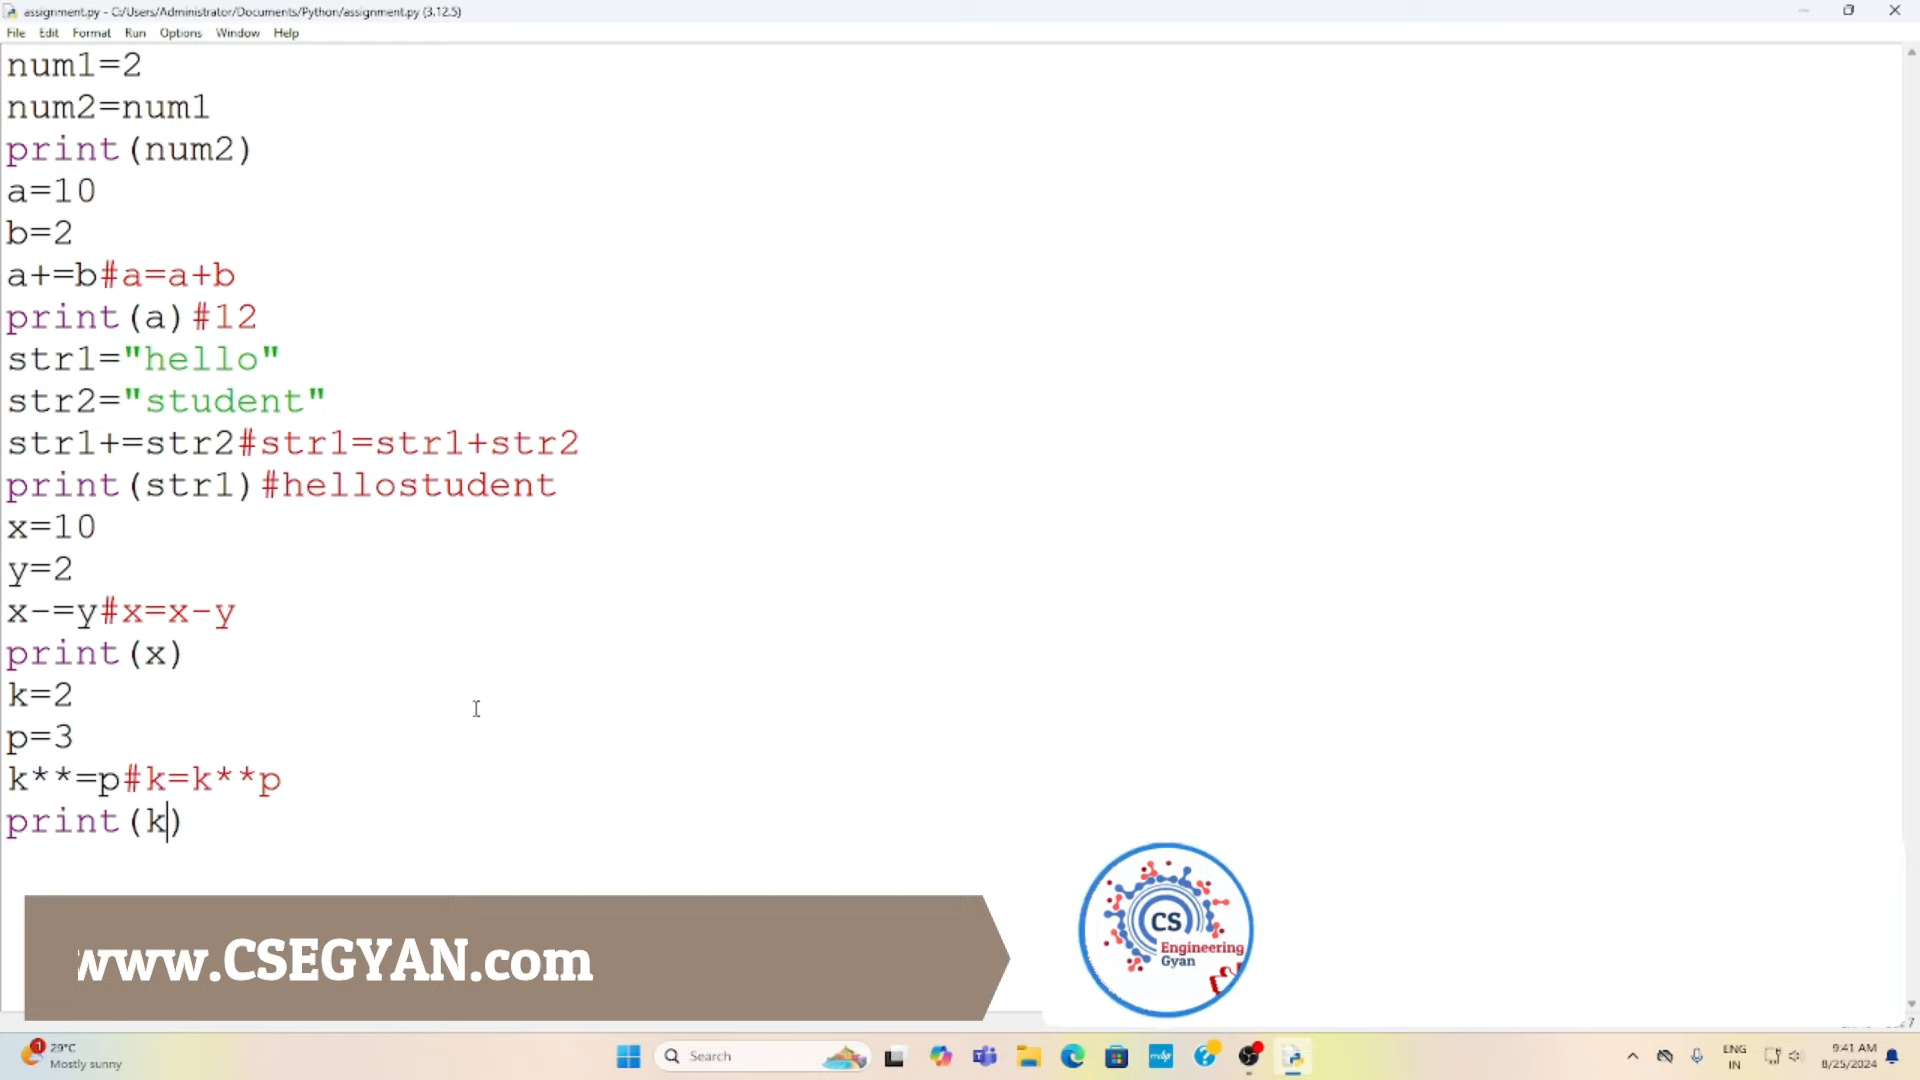 assignment.py - C:/Users/Administrator/Documents/Python/assignment.py (3.12.5)
File Edit Format Run Options Window Help
num1=2
num2=num1
print(num2)
a=10
b=2
a+=b#a=a+b
print(a)#12
str1="hello"
str2="student"
str1+=str2#str1=str1+str2
print(str1)#hellostudent
x=10
y=2
x-=y#x=x-y
print(x)
k=2
p=3
k**=p#k=k**p
print(k)
www.CSEGYAN.com
CS
Engineering
Gyan
1
29°C
Mostly sunny
Search
ENG
IN
9:41 AM
8/25/2024